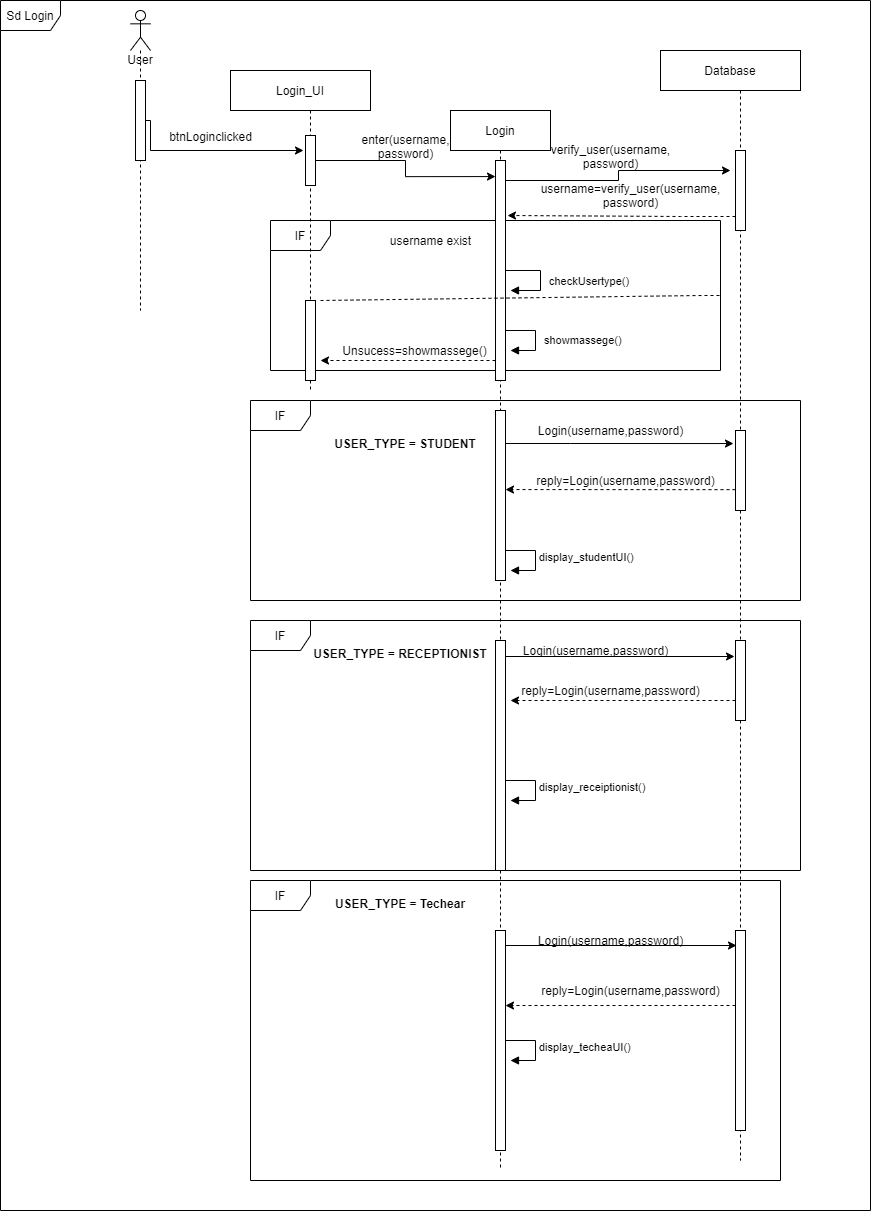 Sd Login
User
Login_UI
Database
Login
btnLoginclicked
enter(username,
password)
verify_user(username,
password)
username=verify_user(username,
password)
IF
username exist
checkUsertype()
showmassege()
Unsucess=showmassege()
IF
USER_TYPE = STUDENT
Login(username,password)
reply=Login(username,password)
display_studentUI()
IF
USER_TYPE = RECEPTIONIST
Login(username,password)
reply=Login(username,password)
display_receiptionist()
IF
USER_TYPE = Techear
Login(username,password)
reply=Login(username,password)
display_techeaUI()